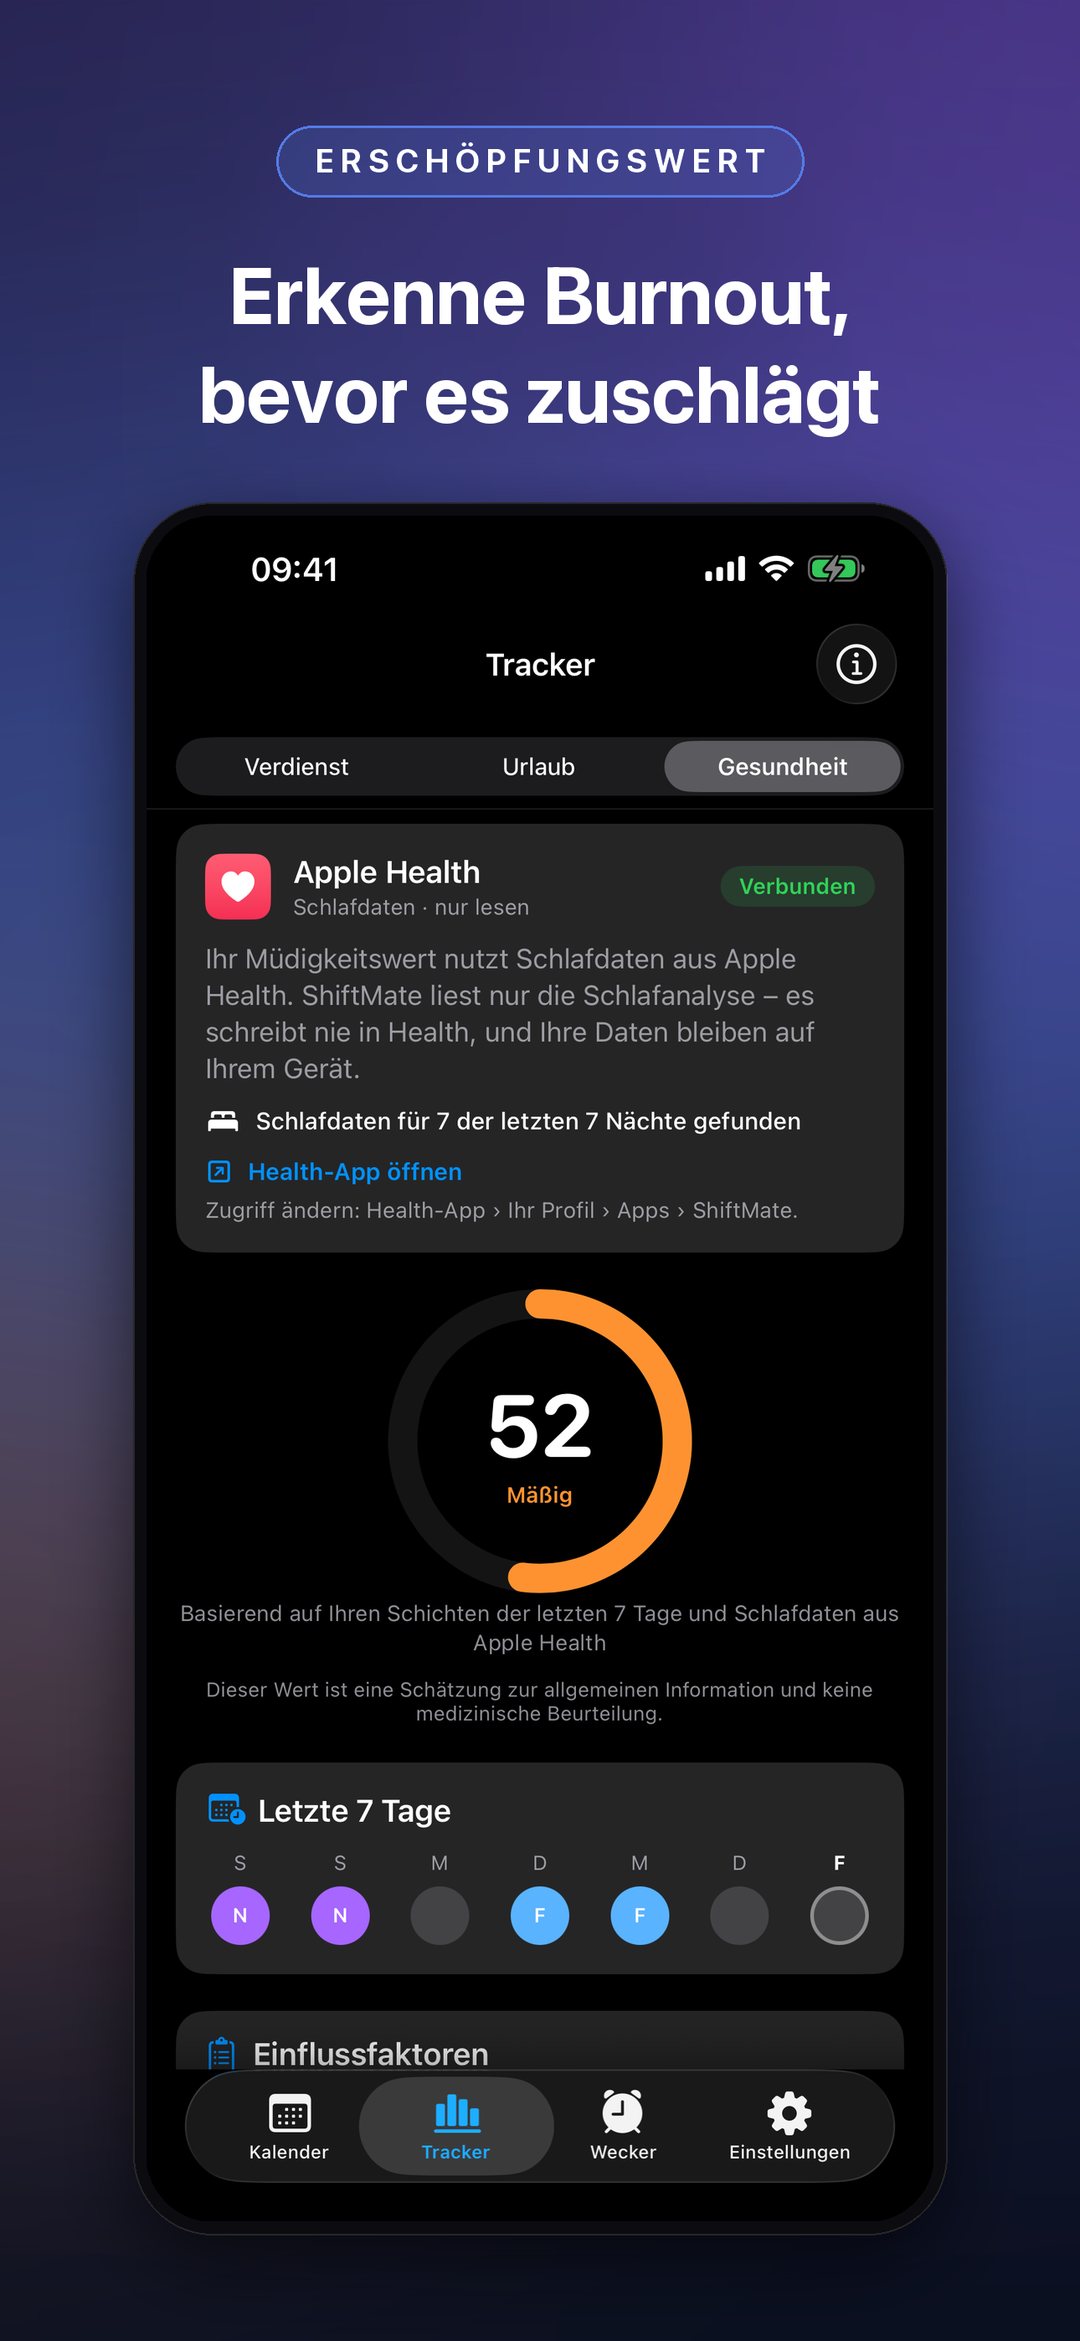 ERSCHÖPFUNGSWERT
Erkenne Burnout,
bevor es zuschlägt
09:41
Tracker
Verdienst
Urlaub
Gesundheit
Apple Health
Schlafdaten · nur lesen
Verbunden
Ihr Müdigkeitswert nutzt Schlafdaten aus Apple
Health. ShiftMate liest nur die Schlafanalyse – es
schreibt nie in Health, und Ihre Daten bleiben auf
Ihrem Gerät.
Schlafdaten für 7 der letzten 7 Nächte gefunden
Health-App öffnen
Zugriff ändern: Health-App › Ihr Profil › Apps › ShiftMate.
52
Mäßig
Basierend auf Ihren Schichten der letzten 7 Tage und Schlafdaten aus
Apple Health
Dieser Wert ist eine Schätzung zur allgemeinen Information und keine
medizinische Beurteilung.
Letzte 7 Tage
S S M D M D F
N N F F
Einflussfaktoren
Kalender
Tracker
Wecker
Einstellungen